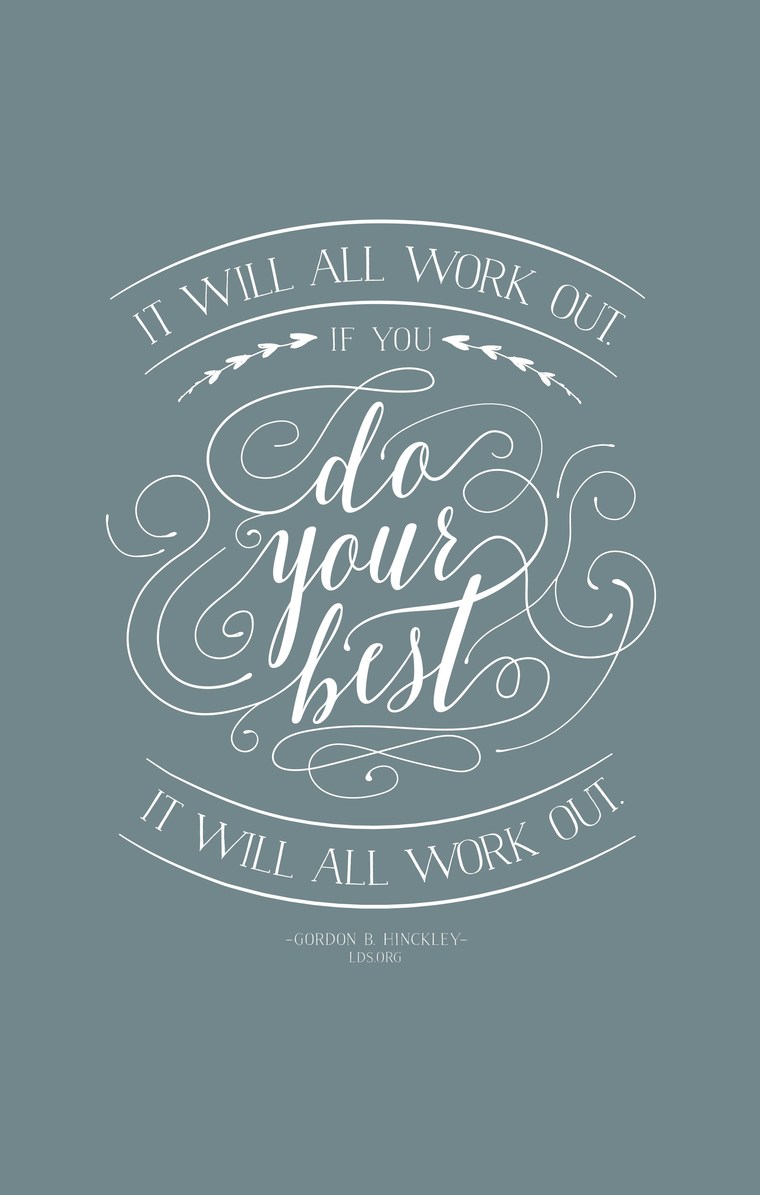 IT WILL ALL WORK OUT.
IF YOU
do
your
best
IT WILL ALL WORK OUT.
-GORDON B. HINCKLEY-
LDS.ORG